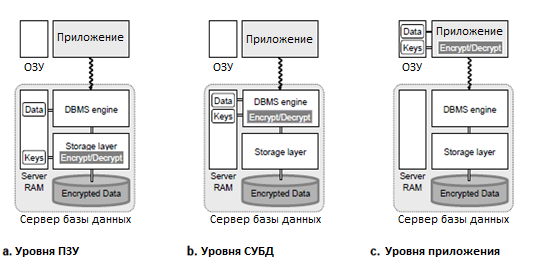 Приложение
ОЗУ
Data
DBMS engine
Storage layer
Keys
Encrypt/Decrypt
Server
RAM
Encrypted Data
Сервер базы данных
a. Уровня ПЗУ
Приложение
ОЗУ
Data
DBMS engine
Keys
Encrypt/Decrypt
Storage layer
Server
RAM
Encrypted Data
Сервер базы данных
b. Уровня СУБД
Data
Приложение
Keys
Encrypt/Decrypt
ОЗУ
DBMS engine
Storage layer
Server
RAM
Encrypted Data
Сервер базы данных
c. Уровня приложения